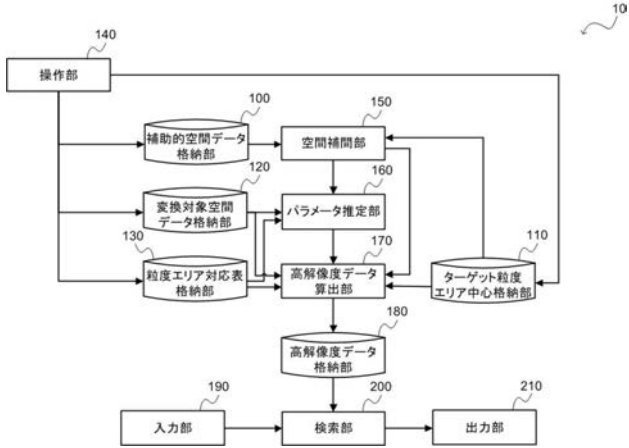 10
140
操作部
100
補助的空間データ
格納部
150
空間補間部
120
変換対象空間
データ格納部
160
パラメータ推定部
130
粒度エリア対応表
格納部
170
高解像度データ
算出部
110
ターゲット粒度
エリア中心格納部
180
高解像度データ
格納部
190
入力部
200
検索部
210
出力部